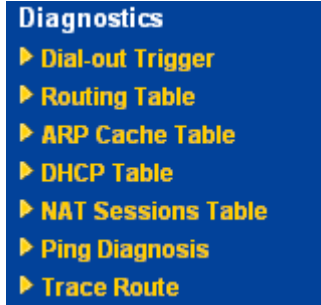 Diagnostics
Dial-out Trigger
Routing Table
ARP Cache Table
DHCP Table
NAT Sessions Table
Ping Diagnosis
Trace Route